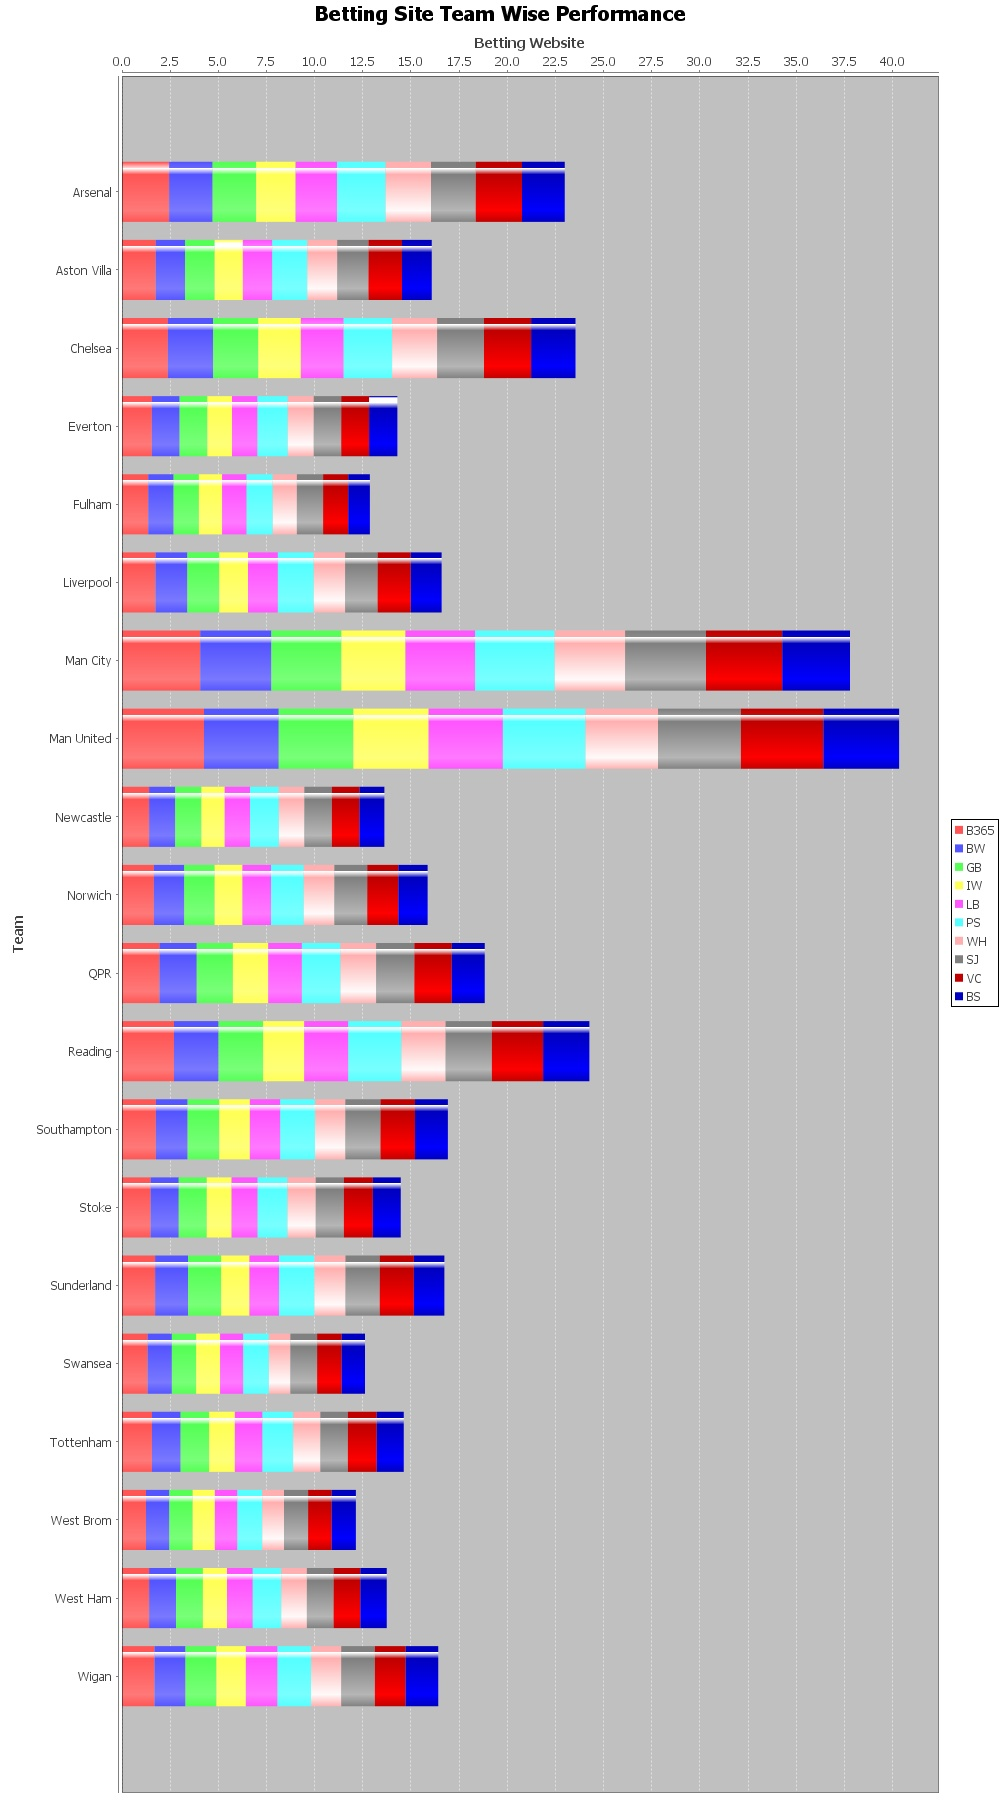 Betting Site Team Wise Performance
Betting Website
0.0 2.5 5.0 7.5 10.0 12.5 15.0 17.5 20.0 22.5 25.0 27.5 30.0 32.5 35.0 37.5 40.0
Team
Arsenal
Aston Villa
Chelsea
Everton
Fulham
Liverpool
Man City
Man United
Newcastle
Norwich
QPR
Reading
Southampton
Stoke
Sunderland
Swansea
Tottenham
West Brom
West Ham
Wigan
B365
BW
GB
IW
LB
PS
WH
SJ
VC
BS